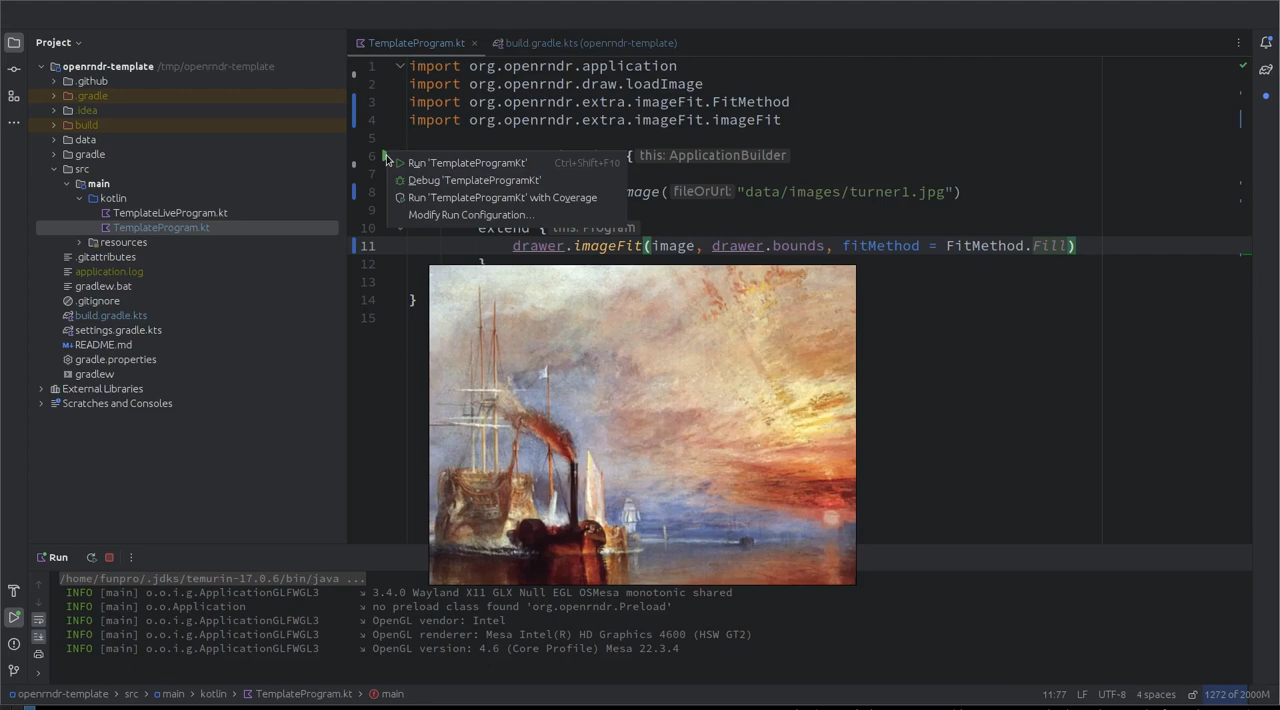 Project
TemplateProgram.kt
build.gradle.kts (openrndr-template)
openrndr-template /tmp/openrndr-template
.github
.gradle
.idea
build
data
gradle
src
main
kotlin
TemplateLiveProgram.kt
TemplateProgram.kt
resources
.gitattributes
application.log
gradlew.bat
.gitignore
build.gradle.kts
settings.gradle.kts
README.md
gradle.properties
gradlew
External Libraries
Scratches and Consoles
1 import org.openrndr.application
2 import org.openrndr.draw.loadImage
3 import org.openrndr.extra.imageFit.FitMethod
4 import org.openrndr.extra.imageFit.imageFit
5
6 { this: ApplicationBuilder
7
8 mage( fileOrUrl: "data/images/turner1.jpg")
10 extend { this: Program
11 drawer.imageFit(image, drawer.bounds, fitMethod = FitMethod.Fill)
12 }
13
14 }
15
Run 'TemplateProgramKt' Ctrl+Shift+F10
Debug 'TemplateProgramKt'
Run 'TemplateProgramKt' with Coverage
Modify Run Configuration...
Run
/home/funpro/.jdks/temurin-17.0.6/bin/java ...
INFO [main] o.o.i.g.ApplicationGLFWGL3 ↘ 3.4.0 Wayland X11 GLX Null EGL OSMesa monotonic shared
INFO [main] o.o.Application ↘ no preload class found 'org.openrndr.Preload'
INFO [main] o.o.i.g.ApplicationGLFWGL3 ↘ OpenGL vendor: Intel
INFO [main] o.o.i.g.ApplicationGLFWGL3 ↘ OpenGL renderer: Mesa Intel(R) HD Graphics 4600 (HSW GT2)
INFO [main] o.o.i.g.ApplicationGLFWGL3 ↘ OpenGL version: 4.6 (Core Profile) Mesa 22.3.4
openrndr-template > src > main > kotlin > TemplateProgram.kt > main
11:77 LF UTF-8 4 spaces 1272 of 2000M